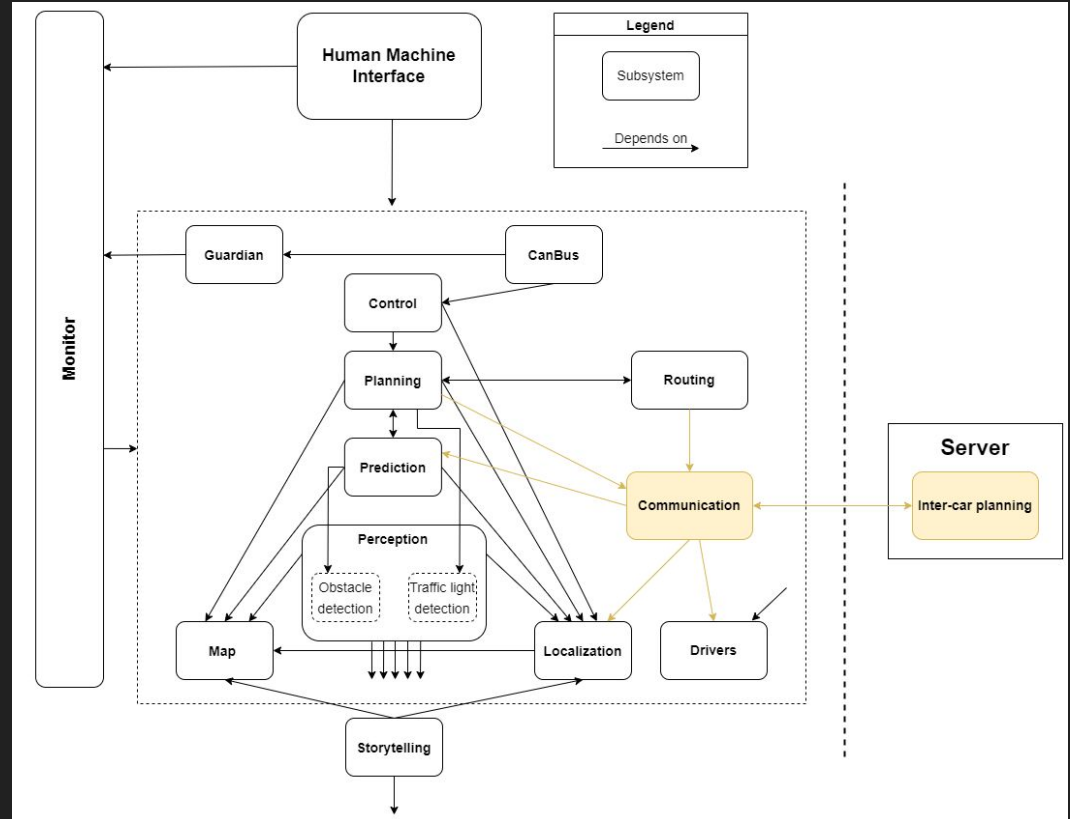 Human Machine
Interface
Legend
Subsystem
Depends on
Guardian
CanBus
Control
Monitor
Planning
Routing
Prediction
Communication
Server
Inter-car planning
Perception
Obstacle
detection
Traffic light
detection
Map
Localization
Drivers
Storytelling